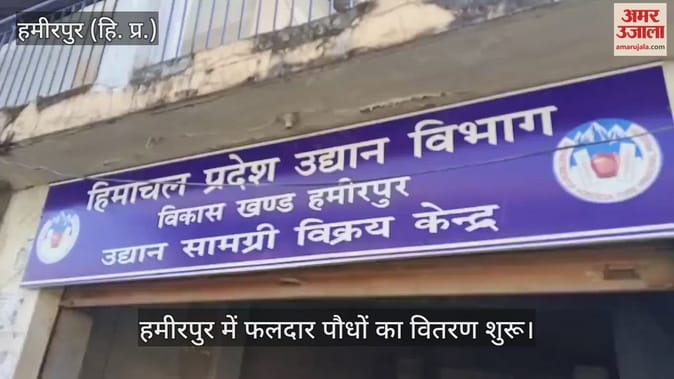 हमीरपुर (हि. प्र.)
अमर
उजाला
amarujala.com
हिमाचल प्रदेश उद्यान विभाग
विकास खण्ड हमीरपुर
उद्यान सामग्री विक्रय केन्द्र
हमीरपुर में फलदार पौधों का वितरण शुरू।